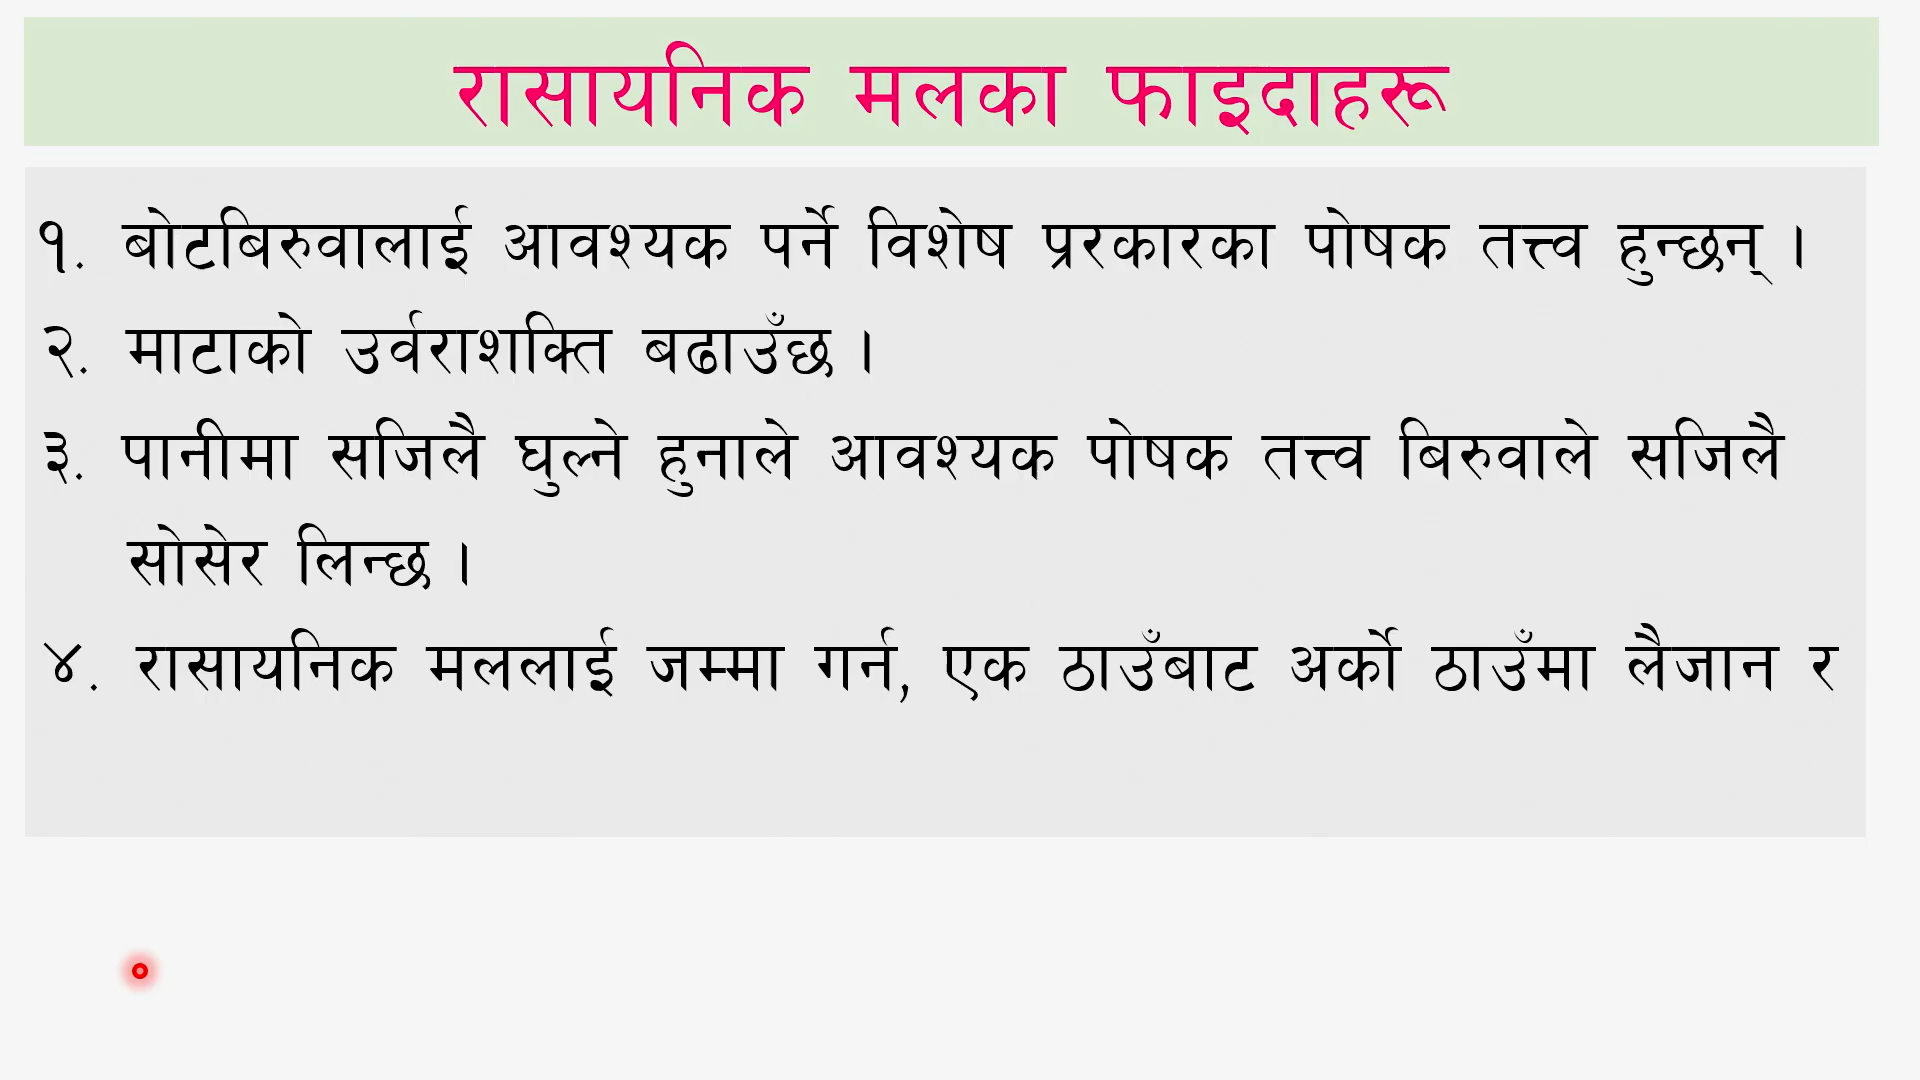 रासायनिक मलका फाइदाहरू
१. बोटबिरुवालाई आवश्यक पर्ने विशेष प्ररकारका पोषक तत्त्व हुन्छन् ।
२. माटाको उर्वराशक्ति बढाउँछ ।
३. पानीमा सजिलै घुल्ने हुनाले आवश्यक पोषक तत्त्व बिरुवाले सजिलै
सोसेर लिन्छ ।
४. रासायनिक मललाई जम्मा गर्न, एक ठाउँबाट अर्को ठाउँमा लैजान र